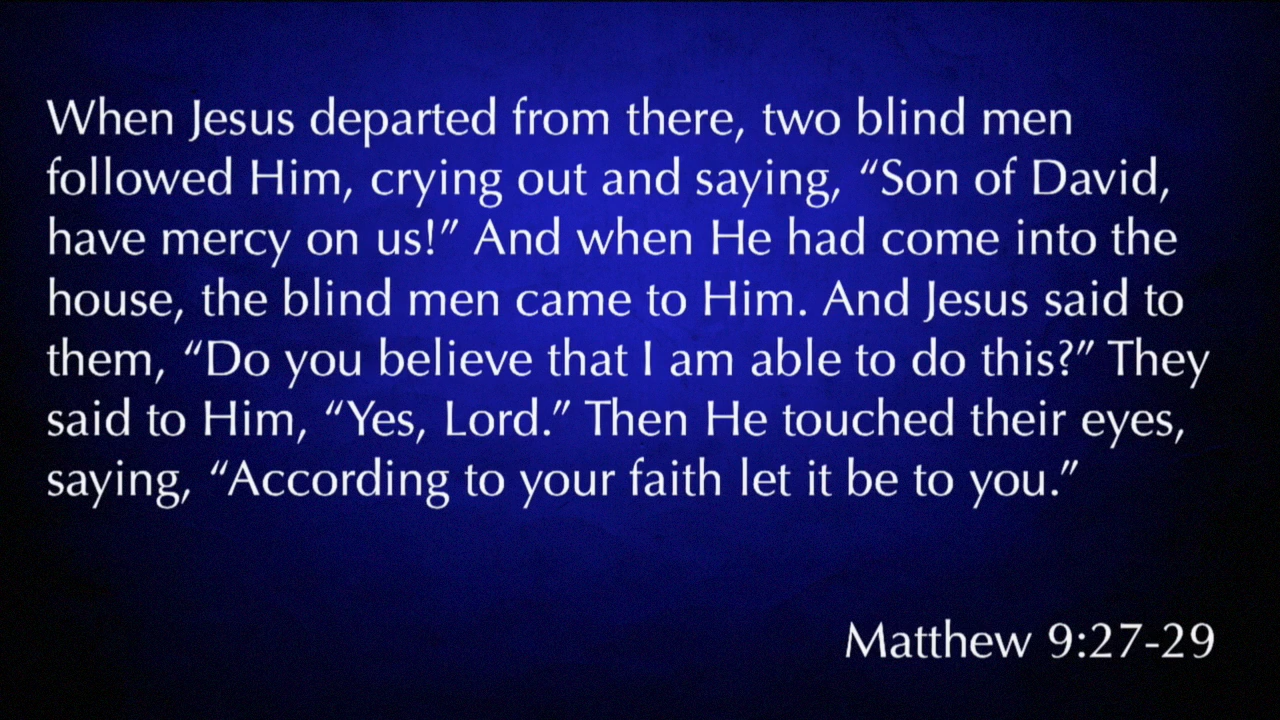 When Jesus departed from there, two blind men
followed Him, crying out and saying, “Son of David,
have mercy on us!” And when He had come into the
house, the blind men came to Him. And Jesus said to
them, “Do you believe that I am able to do this?” They
said to Him, “Yes, Lord.” Then He touched their eyes,
saying, “According to your faith let it be to you.”
Matthew 9:27-29